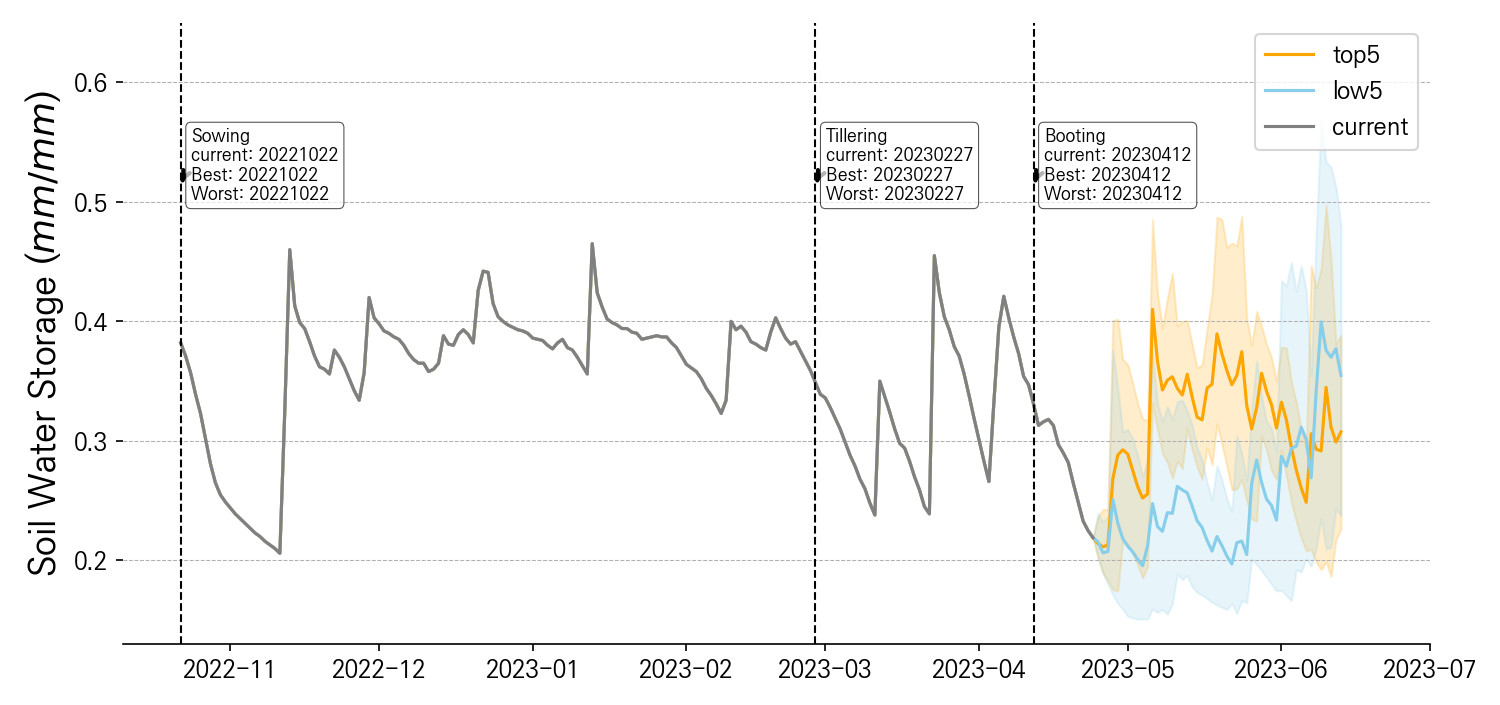 top5
low5
current
Sowing
current: 20221022
Best: 20221022
Worst: 20221022
Tillering
current: 20230227
Best: 20230227
Worst: 20230227
Booting
current: 20230412
Best: 20230412
Worst: 20230412
Soil Water Storage (mm/mm)
0.6
0.5
0.4
0.3
0.2
2022−11
2022−12
2023−01
2023−02
2023−03
2023−04
2023−05
2023−06
2023−07